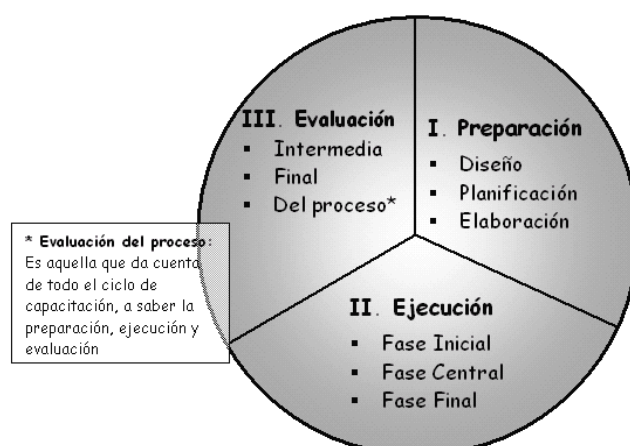 I. Preparación
▪ Diseño
▪ Planificación
▪ Elaboración
II. Ejecución
▪ Fase Inicial
▪ Fase Central
▪ Fase Final
III. Evaluación
▪ Intermedia
▪ Final
▪ Del proceso*
* Evaluación del proceso:
Es aquella que da cuenta
de todo el ciclo de
capacitación, a saber la
preparación, ejecución y
evaluación